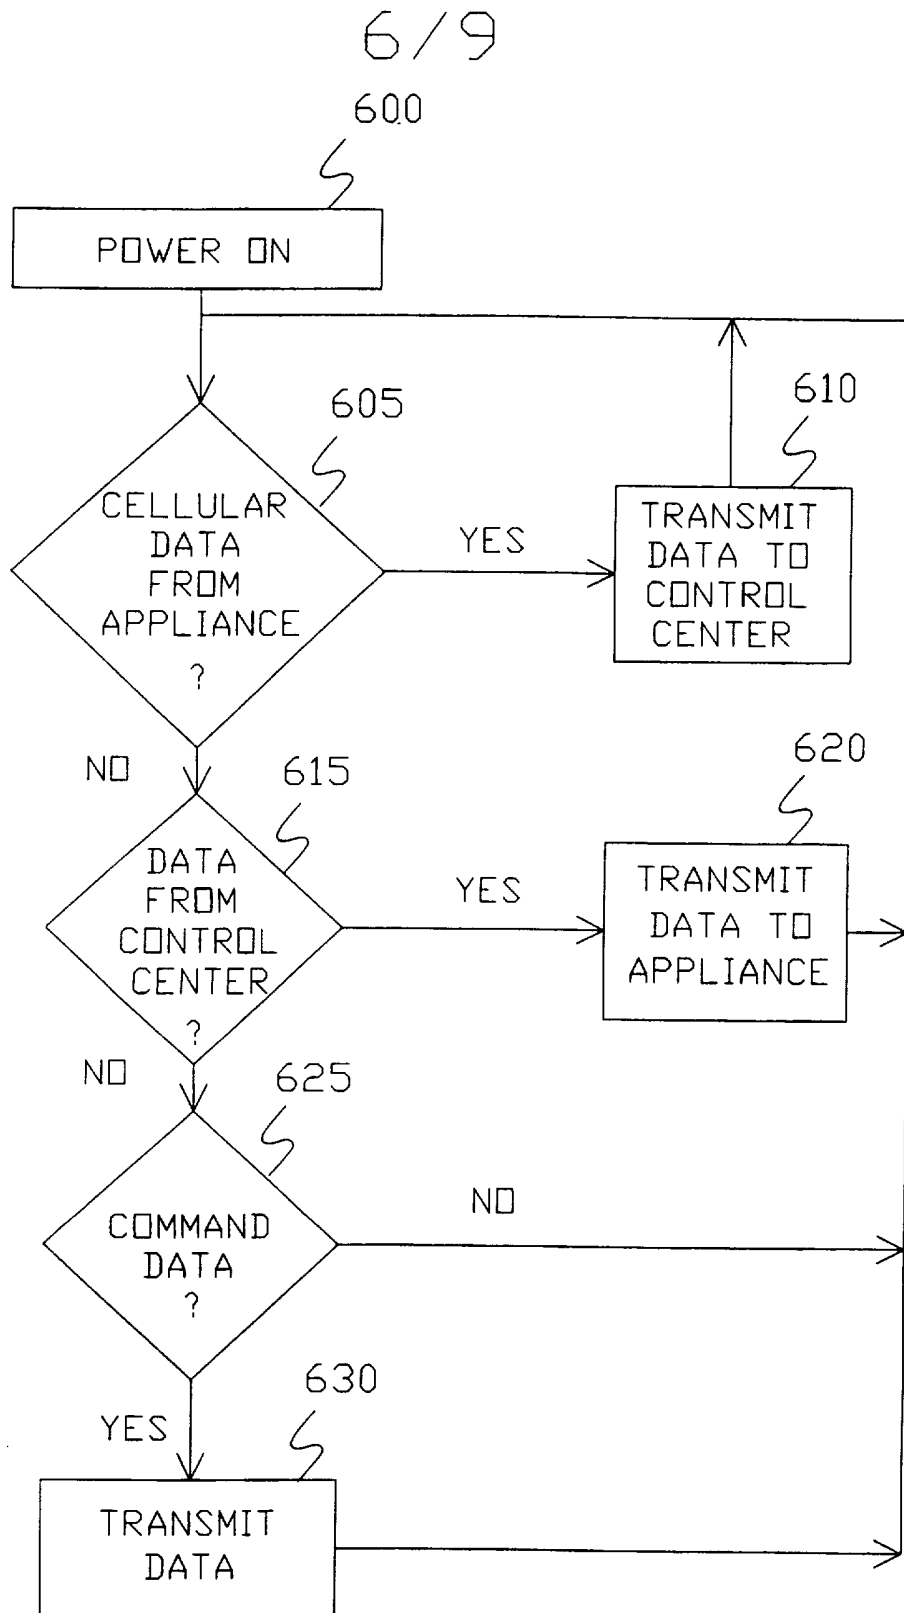 6/9
600
POWER ON
605
610
CELLULAR
DATA
FROM
APPLIANCE
?
YES
TRANSMIT
DATA TO
CONTROL
CENTER
NO
615
620
DATA
FROM
CONTROL
CENTER
?
YES
TRANSMIT
DATA TO
APPLIANCE
NO
625
COMMAND
DATA
?
NO
YES
630
TRANSMIT
DATA